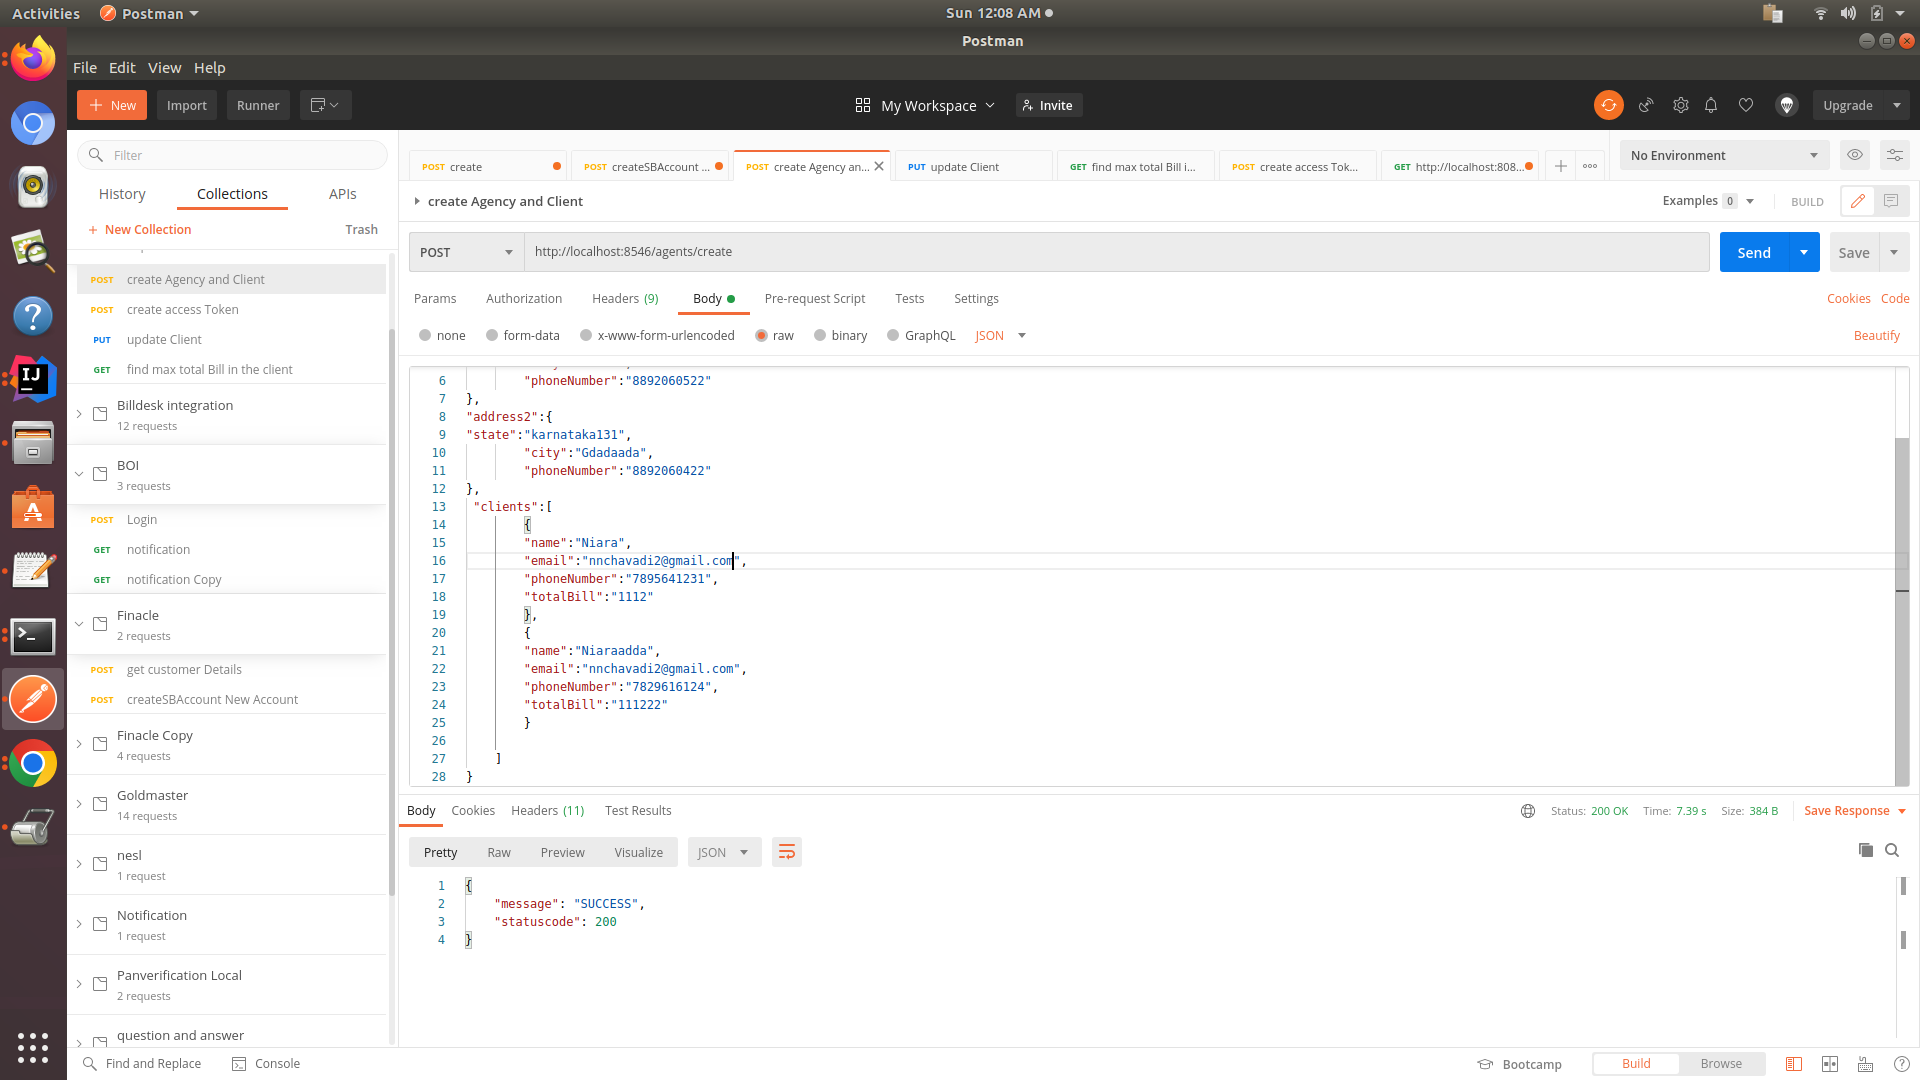 Activities Postman Sun 12:08 AM
Postman
File Edit View Help
+ New Import Runner My Workspace Invite Upgrade
Filter
History Collections APIs
+ New Collection Trash
POST create Agency and Client
POST create access Token
PUT update Client
GET find max total Bill in the client
Billdesk integration
12 requests
BOI
3 requests
POST Login
GET notification
GET notification Copy
Finacle
2 requests
POST get customer Details
POST createSBAccount New Account
Finacle Copy
4 requests
Goldmaster
14 requests
nesl
1 request
Notification
1 request
Panverification Local
2 requests
question and answer
POST create POST createSBAccount ... POST create Agency an... PUT update Client GET find max total Bill i... POST create access Tok... GET http://localhost:808... No Environment
create Agency and Client Examples 0 BUILD
POST http://localhost:8546/agents/create Send Save
Params Authorization Headers (9) Body Pre-request Script Tests Settings Cookies Code
none form-data x-www-form-urlencoded raw binary GraphQL JSON Beautify
6 "phoneNumber":"8892060522"
7 },
8 "address2":{
9 "state":"karnataka131",
10 "city":"Gdadaada",
11 "phoneNumber":"8892060422"
12 },
13 "clients":[
14 {
15 "name":"Niara",
16 "email":"nnchavadi2@gmail.com",
17 "phoneNumber":"7895641231",
18 "totalBill":"1112"
19 },
20 {
21 "name":"Niaraadda",
22 "email":"nnchavadi2@gmail.com",
23 "phoneNumber":"7829616124",
24 "totalBill":"111222"
25 }
26
27 ]
28 }
Body Cookies Headers (11) Test Results Status: 200 OK Time: 7.39 s Size: 384 B Save Response
Pretty Raw Preview Visualize JSON
1 {
2 "message": "SUCCESS",
3 "statuscode": 200
4 }
Find and Replace Console Bootcamp Build Browse